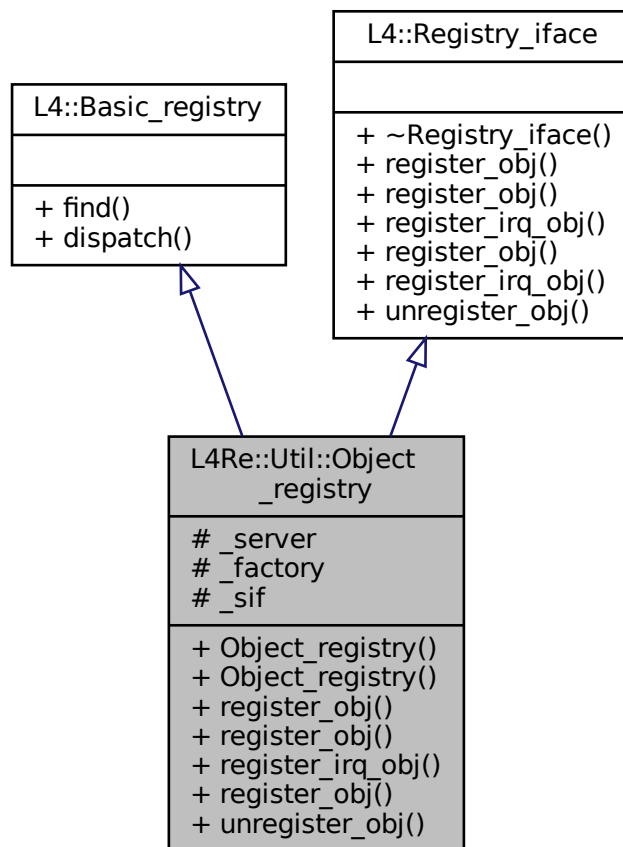 L4::Registry_iface
+ ~Registry_iface()
+ register_obj()
+ register_obj()
+ register_irq_obj()
+ register_obj()
+ register_irq_obj()
+ unregister_obj()
L4::Basic_registry
+ find()
+ dispatch()
L4Re::Util::Object
_registry
# _server
# _factory
# _sif
+ Object_registry()
+ Object_registry()
+ register_obj()
+ register_obj()
+ register_irq_obj()
+ register_obj()
+ unregister_obj()